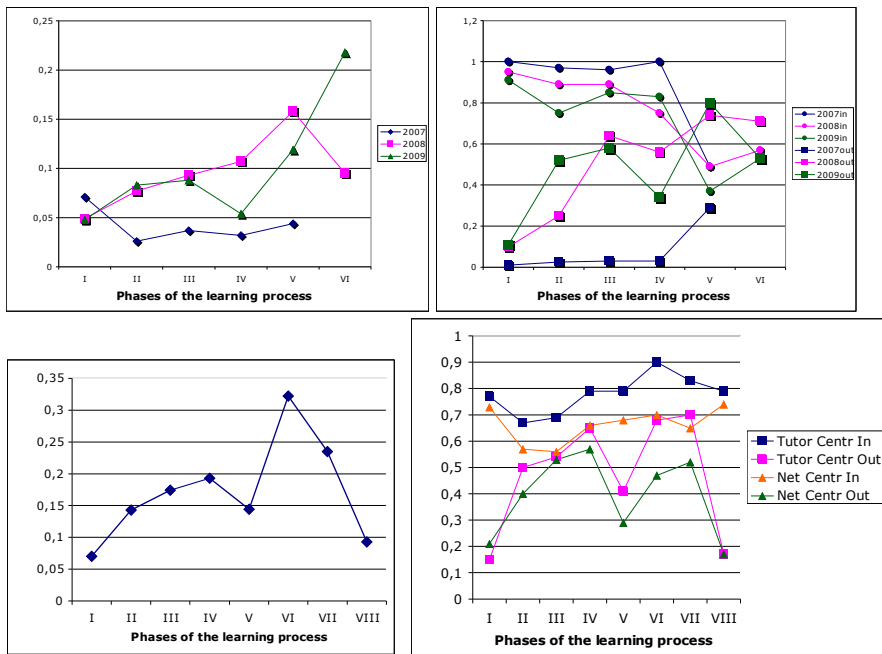 0,25
0,2
0,15
0,1
0,05
0
I II III IV V VI
Phases of the learning process
2007
2008
2009
1,2
1
0,8
0,6
0,4
0,2
0
I II III IV V VI
Phases of the learning process
2007in
2008in
2009in
2007out
2008out
2009out
0,35
0,3
0,25
0,2
0,15
0,1
0,05
0
I II III IV V VI VII VIII
Phases of the learning process
1
0,9
0,8
0,7
0,6
0,5
0,4
0,3
0,2
0,1
0
I II III IV V VI VII VIII
Phases of the learning process
Tutor Centr In
Tutor Centr Out
Net Centr In
Net Centr Out